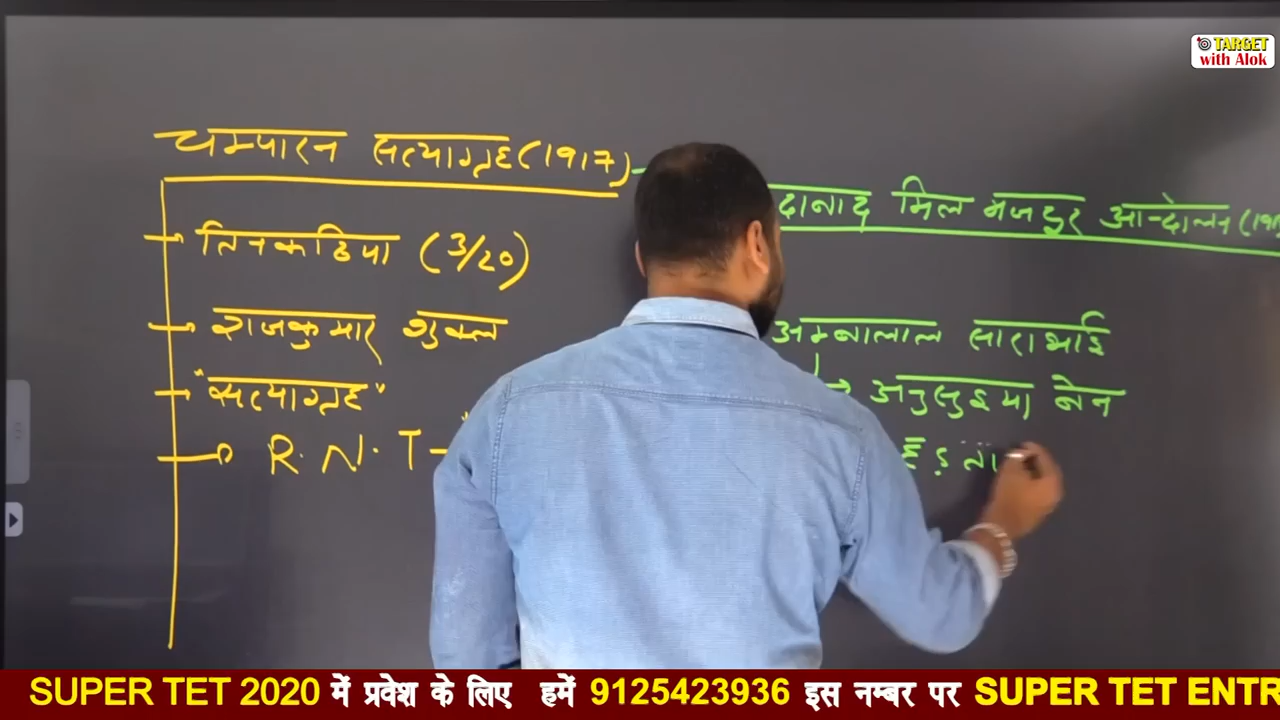 TARGET
with Alok
चम्पारन सत्याग्रह (1917)
तिनकठिया (3/20)
राजकुमार शुक्ल
"सत्याग्रह"
R. N. T -
दाबाद मिल मजदुर आन्दोलन (191
अम्बालाल साराभाई
अनुसुइया बेन
हड़ता
SUPER TET 2020 में प्रवेश के लिए हमें 9125423936 इस नम्बर पर SUPER TET ENTR